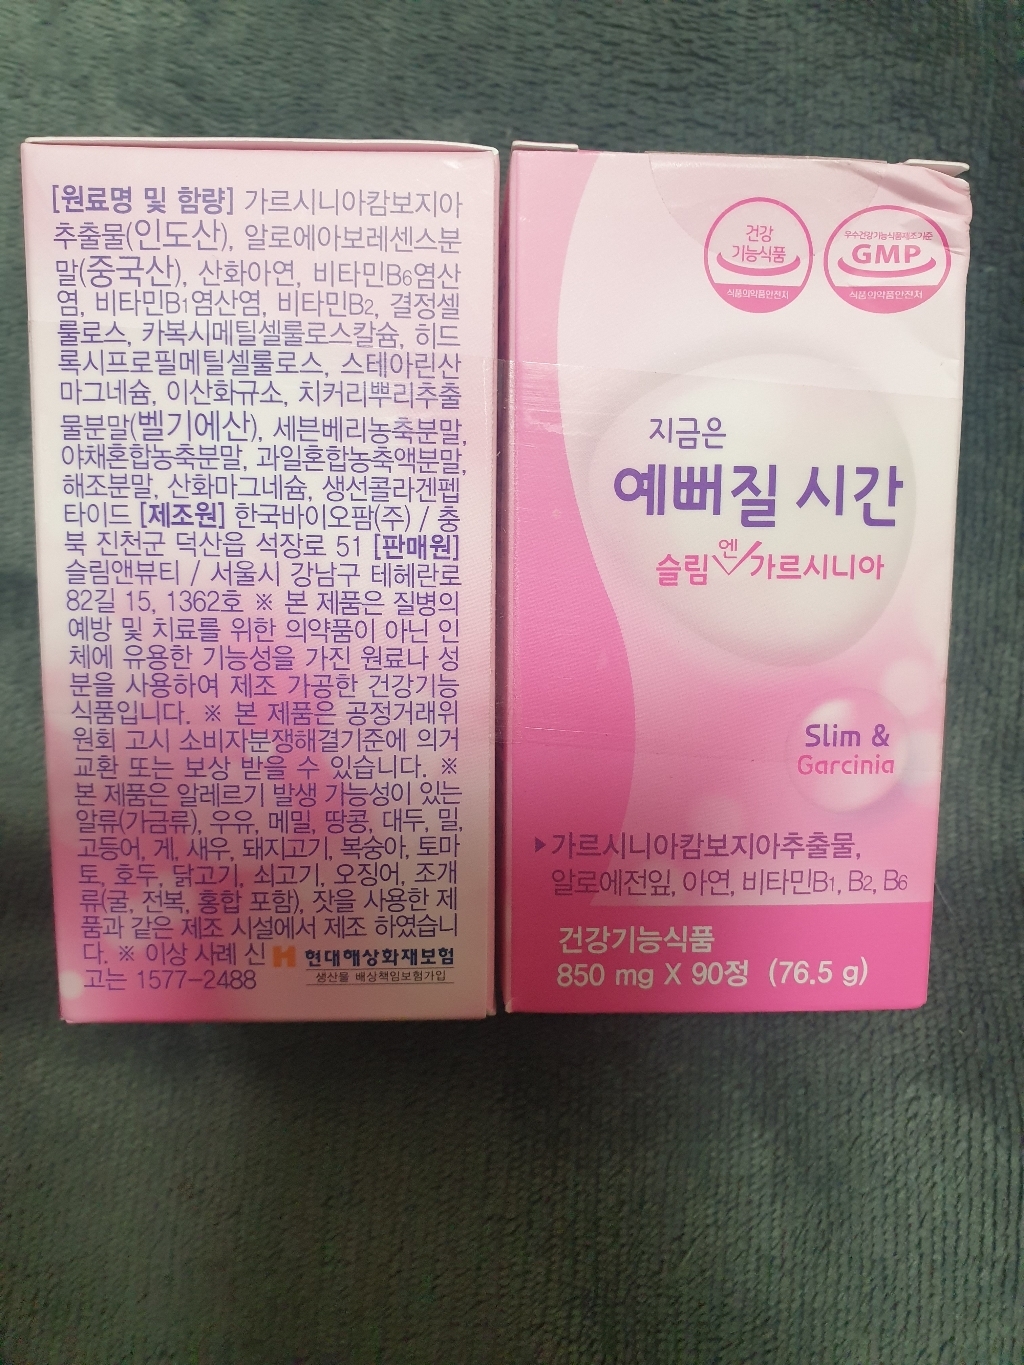 [원료명 및 함량] 가르시니아캄보지아
추출물(인도산), 알로에아보레센스분
말(중국산), 산화아연, 비타민B6염산
염, 비타민B1염산염, 비타민B2, 결정셀
룰로스, 카복시메틸셀룰로스칼슘, 히드
록시프로필메틸셀룰로스, 스테아린산
마그네슘, 이산화규소, 치커리뿌리추출
물분말(벨기에산), 세븐베리농축분말,
야채혼합농축분말, 과일혼합농축액분말,
해조분말, 산화마그네슘, 생선콜라겐펩
타이드 [제조원] 한국바이오팜(주) / 충
북 진천군 덕산읍 석장로 51 [판매원]
슬림앤뷰티 / 서울시 강남구 테헤란로
82길 15, 1362호 ※ 본 제품은 질병의
예방 및 치료를 위한 의약품이 아닌 인
체에 유용한 기능성을 가진 원료나 성
분을 사용하여 제조 가공한 건강기능
식품입니다. ※ 본 제품은 공정거래위
원회 고시 소비자분쟁해결기준에 의거
교환 또는 보상 받을 수 있습니다. ※
본 제품은 알레르기 발생 가능성이 있는
알류(가금류), 우유, 메밀, 땅콩, 대두, 밀,
고등어, 게, 새우, 돼지고기, 복숭아, 토마
토, 호두, 닭고기, 쇠고기, 오징어, 조개
류(굴, 전복, 홍합 포함), 잣을 사용한 제
품과 같은 제조 시설에서 제조 하였습니
다. ※ 이상 사례 신
고는 1577-2488
H 현대해상화재보험
생산물 배상책임보험가입
건강
기능식품
식품의약품안전처
우수건강기능식품제조기준
GMP
식품의약품안전처
지금은
예뻐질 시간
슬림엔가르시니아
Slim &
Garcinia
▶가르시니아캄보지아추출물,
알로에전잎, 아연, 비타민B1, B2, B6
건강기능식품
850 mg X 90정 (76.5 g)